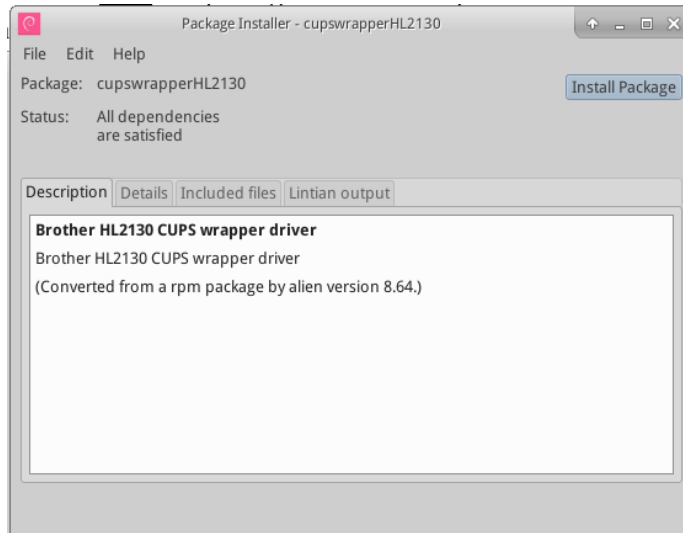 Package Installer - cupswrapperHL2130
File Edit Help
Package: cupswrapperHL2130
Install Package
Status: All dependencies
are satisfied
Description Details Included files Lintian output
Brother HL2130 CUPS wrapper driver
Brother HL2130 CUPS wrapper driver
(Converted from a rpm package by alien version 8.64.)